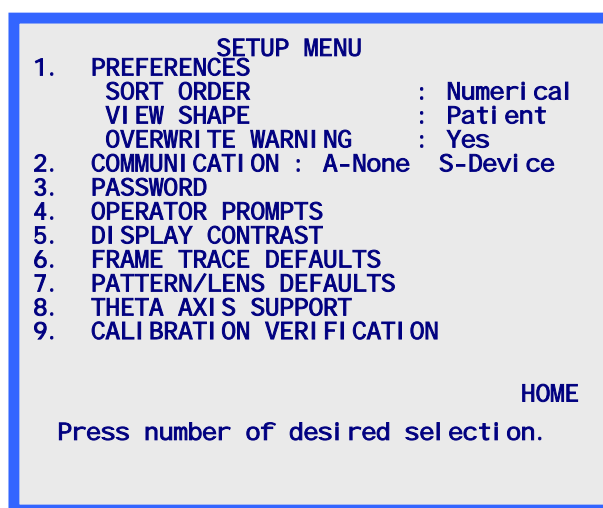 SETUP MENU
1. PREFERENCES
SORT ORDER : Numerical
VIEW SHAPE : Patient
OVERWRITE WARNING : Yes
2. COMMUNICATION : A-None S-Device
3. PASSWORD
4. OPERATOR PROMPTS
5. DISPLAY CONTRAST
6. FRAME TRACE DEFAULTS
7. PATTERN/LENS DEFAULTS
8. THETA AXIS SUPPORT
9. CALIBRATION VERIFICATION
HOME
Press number of desired selection.